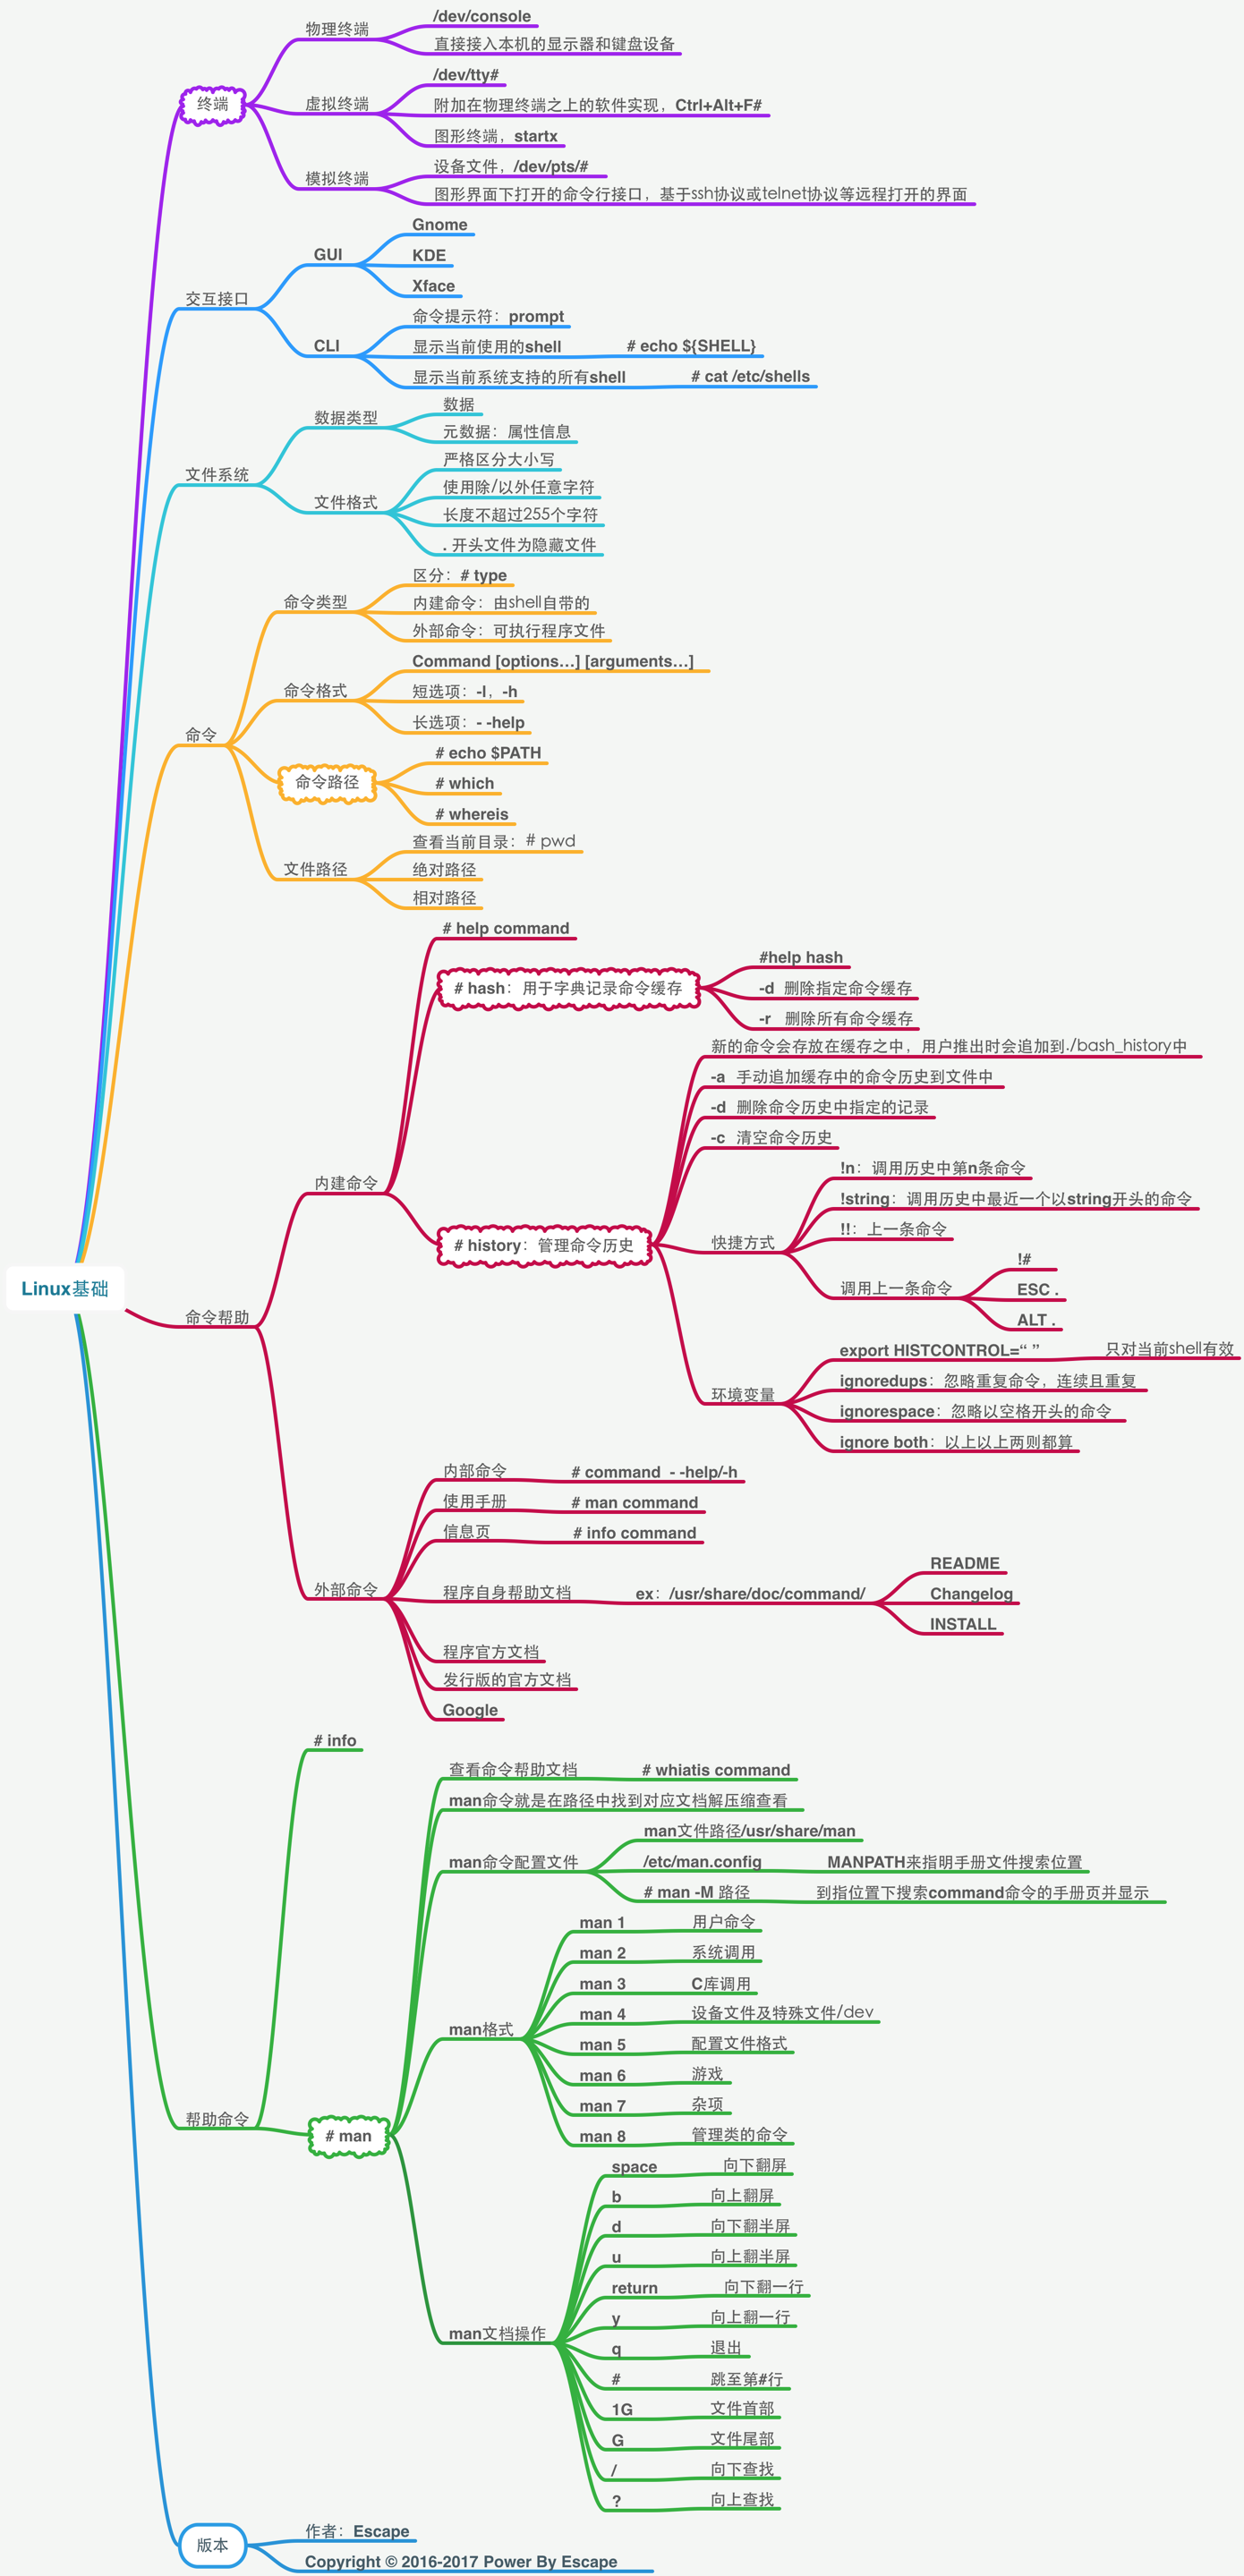 /dev/console
物理终端
直接接入本机的显示器和键盘设备
/dev/tty#
终端
虚拟终端
附加在物理终端之上的软件实现，Ctrl+Alt+F#
图形终端，startx
设备文件，/dev/pts/#
模拟终端
图形界面下打开的命令行接口，基于ssh协议或telnet协议等远程打开的界面
Gnome
GUI
KDE
Xface
交互接口
命令提示符：prompt
CLI
显示当前使用的shell # echo ${SHELL}
显示当前系统支持的所有shell # cat /etc/shells
数据
数据类型
元数据：属性信息
文件系统
严格区分大小写
使用除/以外任意字符
文件格式
长度不超过255个字符
. 开头文件为隐藏文件
区分：# type
命令类型
内建命令：由shell自带的
外部命令：可执行程序文件
Command [options...] [arguments...]
命令格式
短选项：-l，-h
长选项：- -help
命令
# echo $PATH
命令路径
# which
# whereis
查看当前目录：# pwd
文件路径
绝对路径
相对路径
# help command
#help hash
# hash：用于字典记录命令缓存
-d 删除指定命令缓存
-r 删除所有命令缓存
新的命令会存放在缓存之中，用户推出时会追加到./bash_history中
-a 手动追加缓存中的命令历史到文件中
-d 删除命令历史中指定的记录
-c 清空命令历史
内建命令
!n：调用历史中第n条命令
!string：调用历史中最近一个以string开头的命令
# history：管理命令历史
快捷方式
!!：上一条命令
!#
调用上一条命令
ESC .
ALT .
Linux基础
命令帮助
export HISTCONTROL=“ ” 只对当前shell有效
ignoredups：忽略重复命令，连续且重复
环境变量
ignorespace：忽略以空格开头的命令
ignore both：以上以上两则都算
内部命令 # command - -help/-h
使用手册 # man command
信息页 # info command
README
外部命令
程序自身帮助文档 ex：/usr/share/doc/command/
Changelog
INSTALL
程序官方文档
发行版的官方文档
Google
# info
查看命令帮助文档 # whiatis command
man命令就是在路径中找到对应文档解压缩查看
man文件路径/usr/share/man
man命令配置文件
/etc/man.config MANPATH来指明手册文件搜索位置
# man -M 路径 到指位置下搜索command命令的手册页并显示
man 1 用户命令
man 2 系统调用
man 3 C库调用
man 4 设备文件及特殊文件/dev
man格式
man 5 配置文件格式
man 6 游戏
man 7 杂项
man 8 管理类的命令
帮助命令
# man
space 向下翻屏
b 向上翻屏
d 向下翻半屏
u 向上翻半屏
return 向下翻一行
y 向上翻一行
man文档操作
q 退出
# 跳至第#行
1G 文件首部
G 文件尾部
/ 向下查找
? 向上查找
版本
作者：Escape
Copyright © 2016-2017 Power By Escape